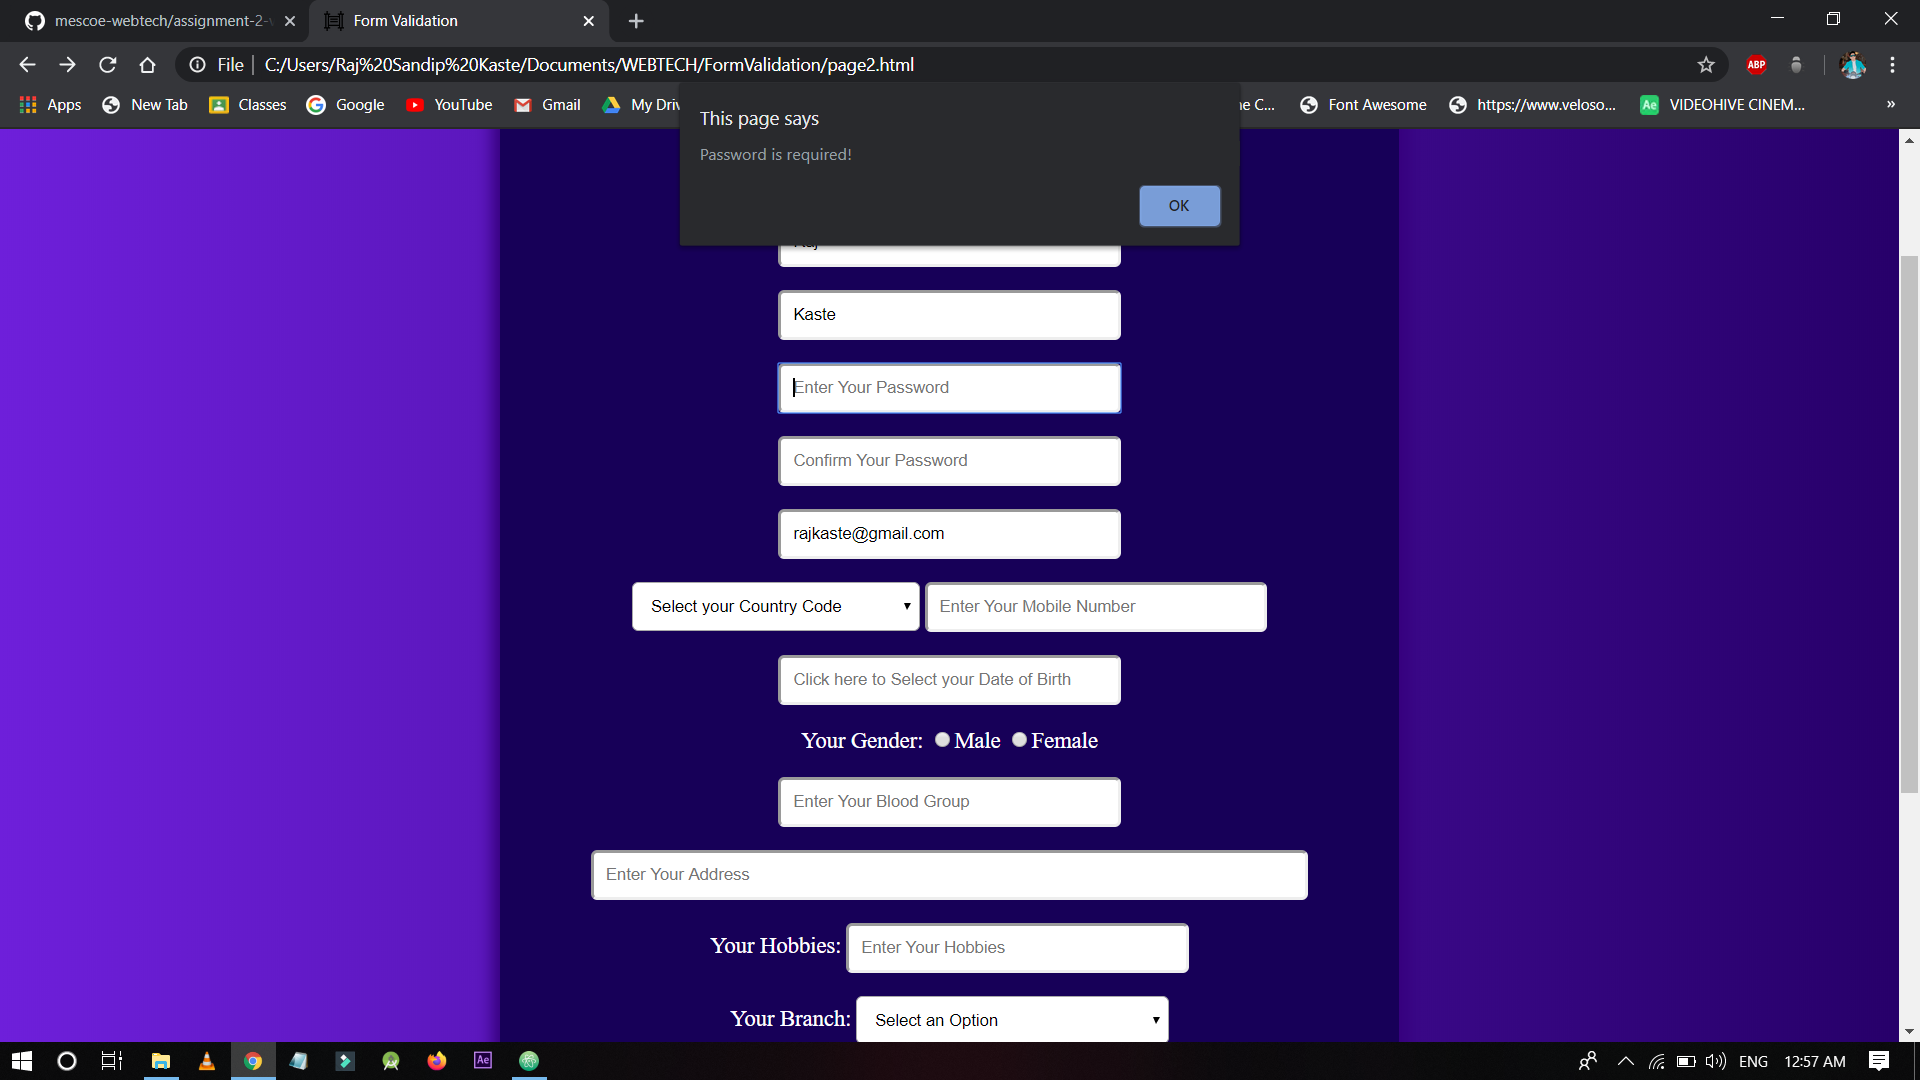 mescoe-webtech/assignment-2-
Form Validation
File
C:/Users/Raj%20Sandip%20Kaste/Documents/WEBTECH/FormValidation/page2.html
ABP
Apps
New Tab
Classes
Google
YouTube
Gmail
My Driv
e C...
Font Awesome
https://www.veloso...
Ae
VIDEOHIVE CINEM...
»
This page says
Password is required!
OK
Kaste
Enter Your Password
Confirm Your Password
rajkaste@gmail.com
Select your Country Code
Enter Your Mobile Number
Click here to Select your Date of Birth
Your Gender: Male Female
Enter Your Blood Group
Enter Your Address
Your Hobbies: Enter Your Hobbies
Your Branch: Select an Option
Ae
ENG
12:57 AM